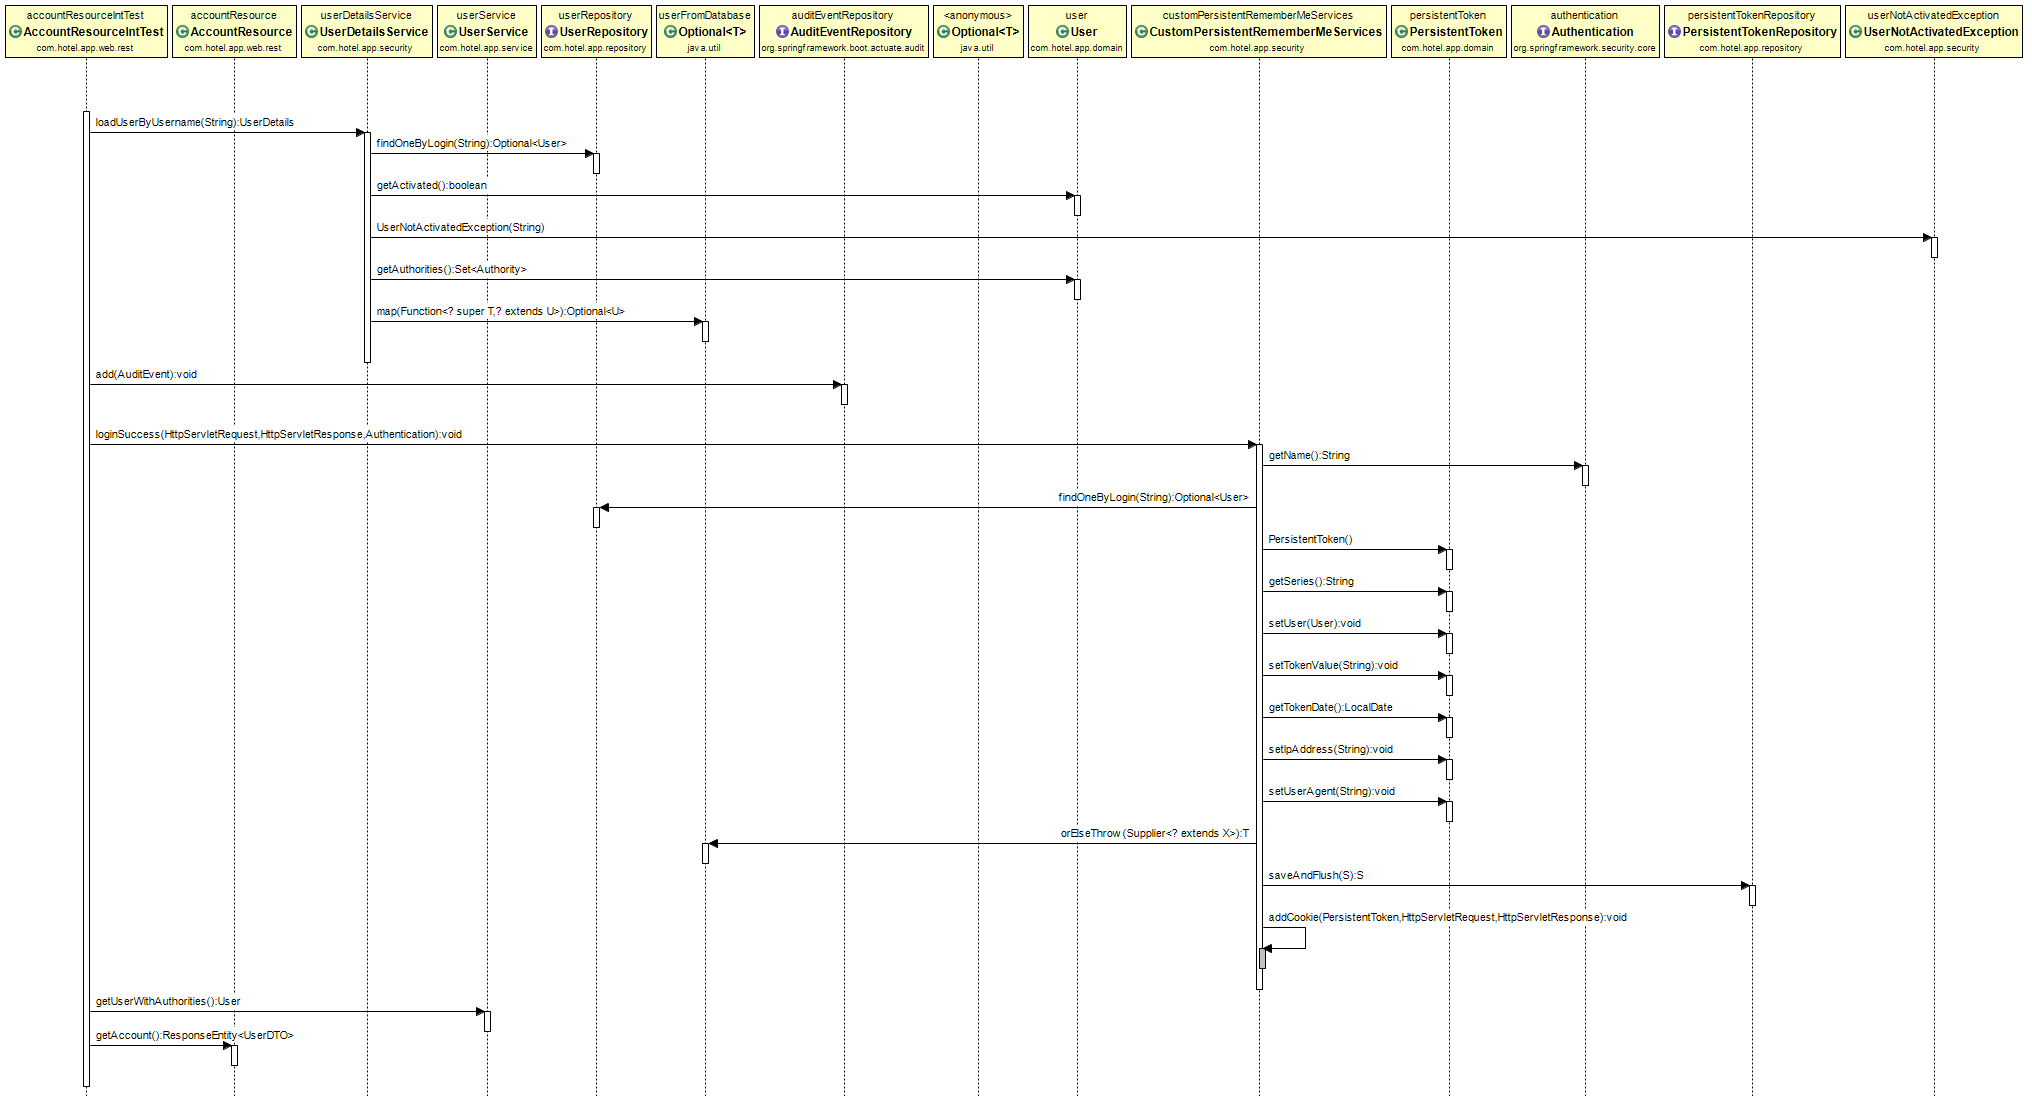 accountResourceIntTest
AccountResourceIntTest
com.hotel.app.web.rest
accountResource
AccountResource
com.hotel.app.web.rest
userDetailsService
UserDetailsService
com.hotel.app.security
userService
UserService
com.hotel.app.service
userRepository
UserRepository
com.hotel.app.repository
userFromDatabase
Optional<T>
java.util
auditEventRepository
AuditEventRepository
org.springframework.boot.actuate.audit
<anonymous>
Optional<T>
java.util
user
User
com.hotel.app.domain
customPersistentRememberMeServices
CustomPersistentRememberMeServices
com.hotel.app.security
persistentToken
PersistentToken
com.hotel.app.domain
authentication
Authentication
org.springframework.security.core
persistentTokenRepository
PersistentTokenRepository
com.hotel.app.repository
userNotActivatedException
UserNotActivatedException
com.hotel.app.security
loadUserByUsername(String):UserDetails
findOneByLogin(String):Optional<User>
getActivated():boolean
UserNotActivatedException(String)
getAuthorities():Set<Authority>
map(Function<? super T,? extends U>):Optional<U>
add(AuditEvent):void
loginSuccess(HttpServletRequest,HttpServletResponse,Authentication):void
getName():String
findOneByLogin(String):Optional<User>
PersistentToken()
getSeries():String
setUser(User):void
setTokenValue(String):void
getTokenDate():LocalDate
setIpAddress(String):void
setUserAgent(String):void
orElseThrow(Supplier<? extends X>):T
saveAndFlush(S):S
addCookie(PersistentToken,HttpServletRequest,HttpServletResponse):void
getUserWithAuthorities():User
getAccount():ResponseEntity<UserDTO>